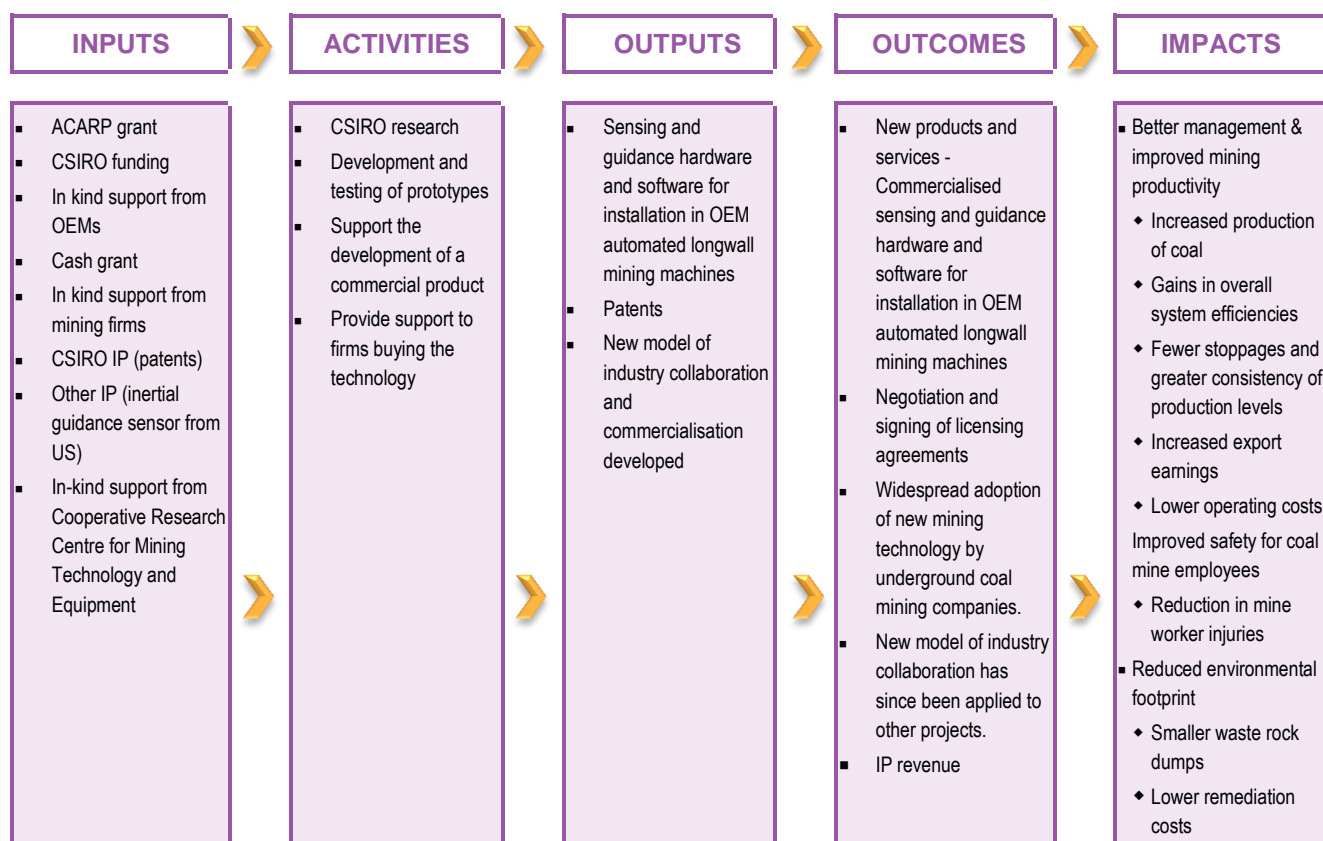 INPUTS
ACTIVITIES
OUTPUTS
OUTCOMES
IMPACTS
▪ ACARP grant
▪ CSIRO funding
▪ In kind support from
OEMs
▪ Cash grant
▪ In kind support from
mining firms
▪ CSIRO IP (patents)
▪ Other IP (inertial
guidance sensor from
US)
▪ In-kind support from
Cooperative Research
Centre for Mining
Technology and
Equipment
▪ CSIRO research
▪ Development and
testing of prototypes
▪ Support the
development of a
commercial product
▪ Provide support to
firms buying the
technology
▪ Sensing and
guidance hardware
and software for
installation in OEM
automated longwall
mining machines
▪ Patents
▪ New model of
industry collaboration
and
commercialisation
developed
▪ New products and
services -
Commercialised
sensing and guidance
hardware and
software for
installation in OEM
automated longwall
mining machines
▪ Negotiation and
signing of licensing
agreements
▪ Widespread adoption
of new mining
technology by
underground coal
mining companies.
▪ New model of industry
collaboration has
since been applied to
other projects.
▪ IP revenue
▪ Better management &
improved mining
productivity
◆ Increased production
of coal
◆ Gains in overall
system efficiencies
◆ Fewer stoppages and
greater consistency of
production levels
◆ Increased export
earnings
◆ Lower operating costs
Improved safety for coal
mine employees
◆ Reduction in mine
worker injuries
▪ Reduced environmental
footprint
◆ Smaller waste rock
dumps
◆ Lower remediation
costs